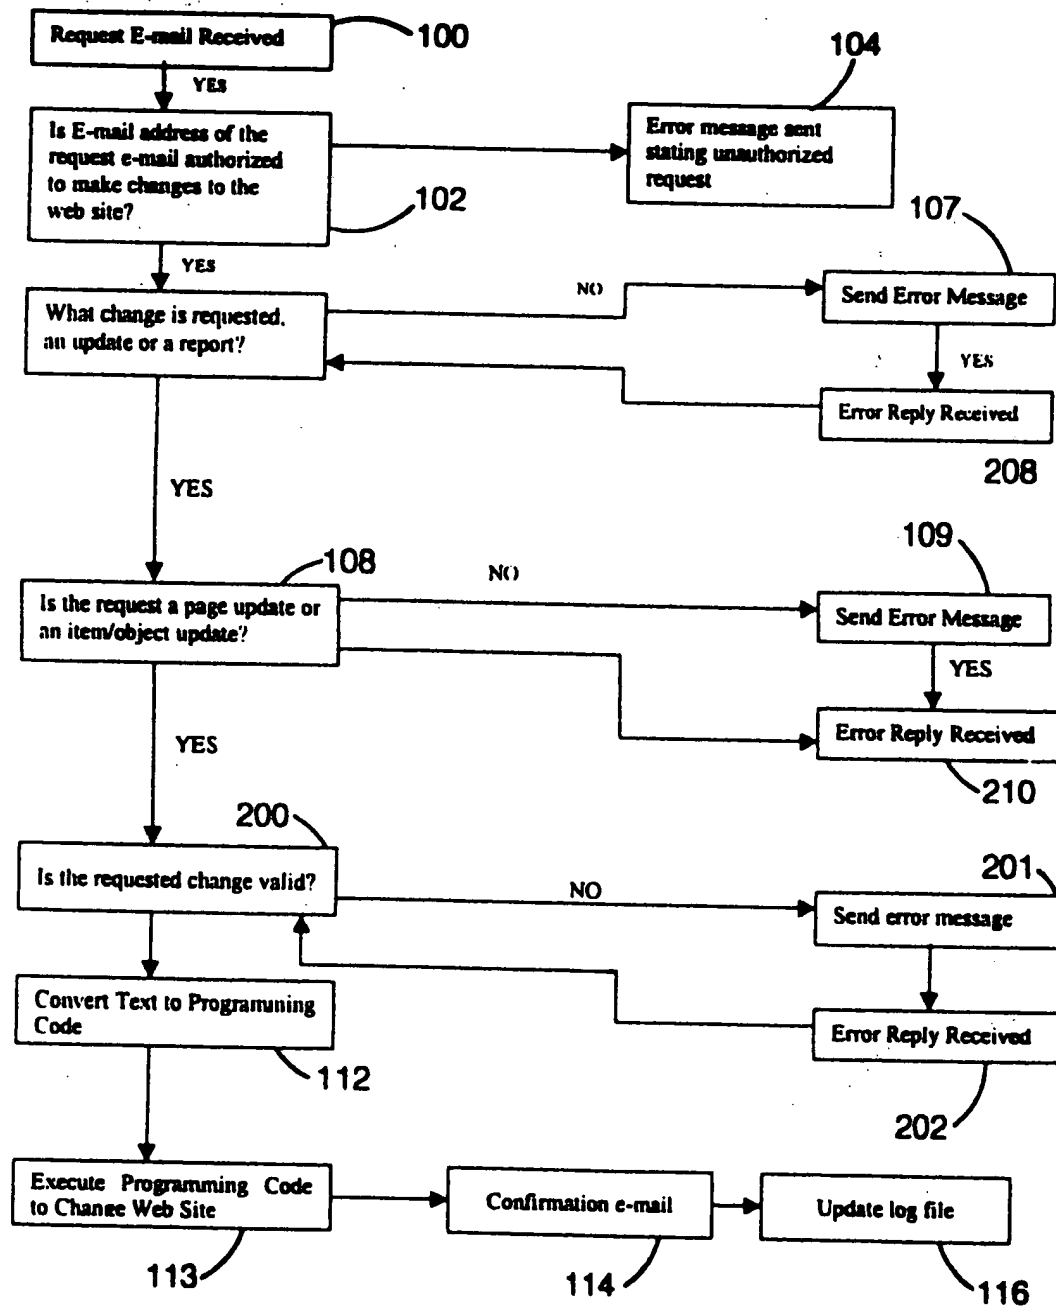 Request E-mail Received
100
YES
104
Is E-mail address of the
request e-mail authorized
to make changes to the
web site?
102
Error message sent
stating unauthorized
request
107
YES
NO
What change is requested,
an update or a report?
Send Error Message
YES
Error Reply Received
208
YES
108
NO
109
Is the request a page update or
an item/object update?
Send Error Message
YES
YES
Error Reply Received
210
200
Is the requested change valid?
NO
201
Send error message
Convert Text to Programming
Code
112
Error Reply Received
202
Execute Programming Code
to Change Web Site
113
Confirmation e-mail
114
Update log file
116